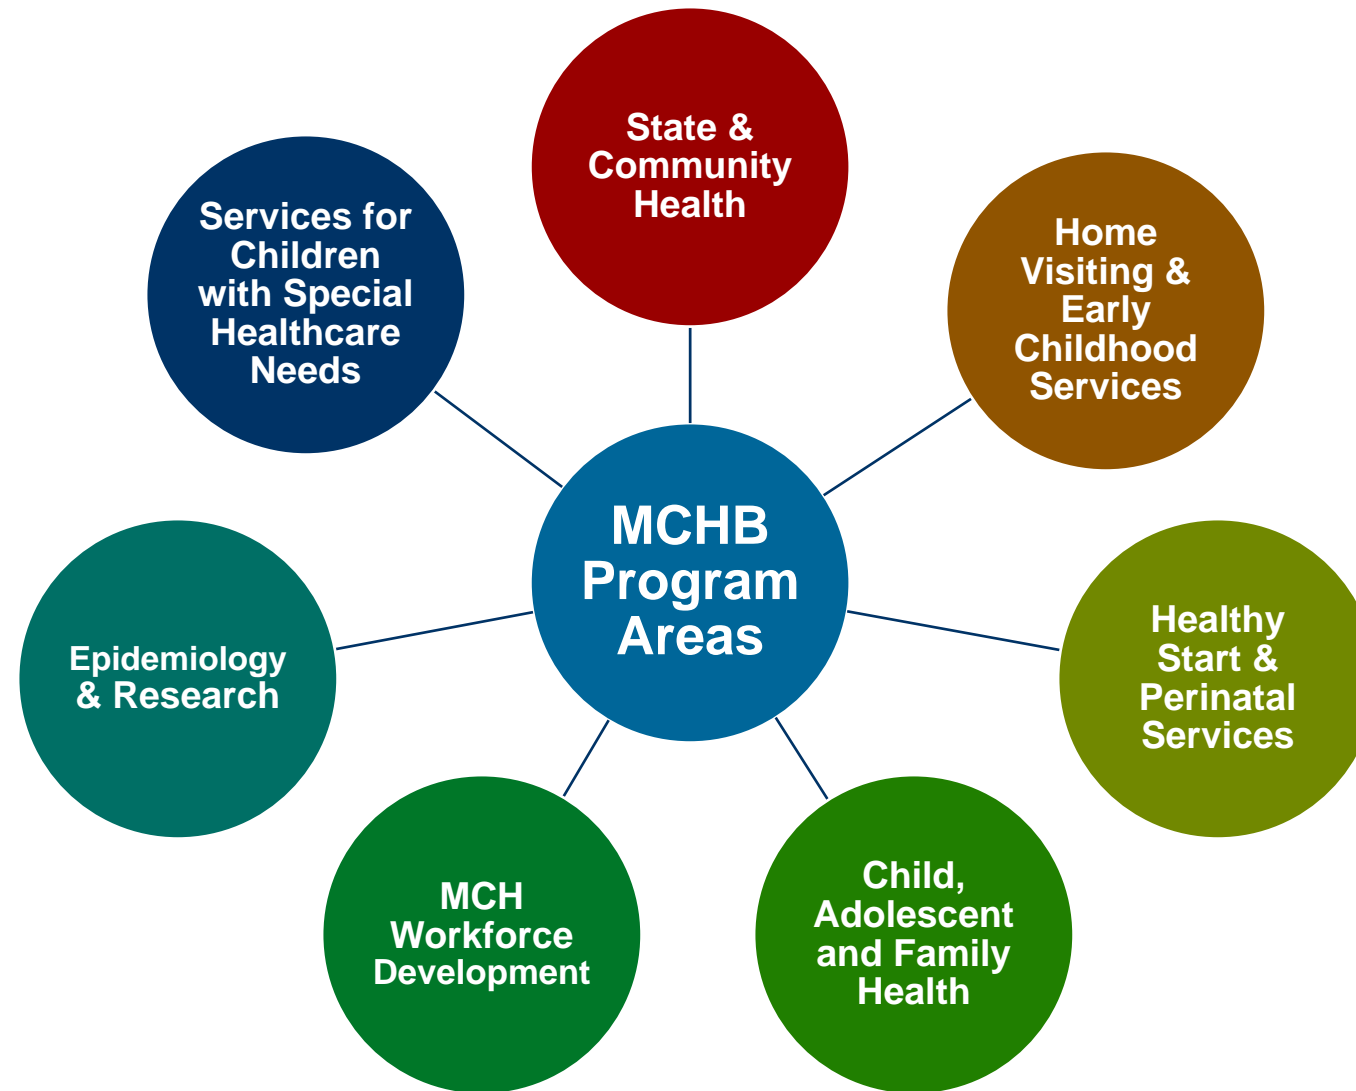 State &
Community
Health
Services for
Children
with Special
Healthcare
Needs
Home
Visiting &
Early
Childhood
Services
MCHB
Program
Areas
Healthy
Start &
Perinatal
Services
Epidemiology
& Research
Child,
Adolescent
and Family
Health
MCH
Workforce
Development